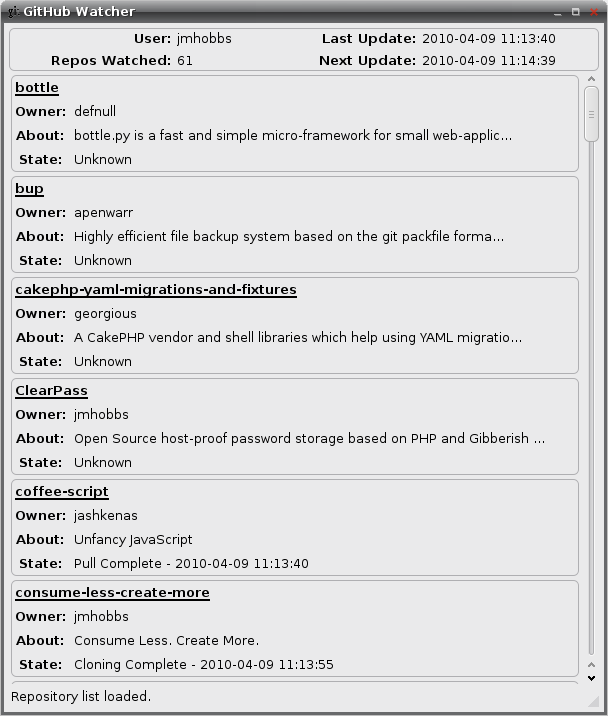 GitHub Watcher
User: jmhobbs Last Update: 2010-04-09 11:13:40
Repos Watched: 61 Next Update: 2010-04-09 11:14:39
bottle
Owner: defnull
About: bottle.py is a fast and simple micro-framework for small web-applic...
State: Unknown
bup
Owner: apenwarr
About: Highly efficient file backup system based on the git packfile forma...
State: Unknown
cakephp-yaml-migrations-and-fixtures
Owner: georgious
About: A CakePHP vendor and shell libraries which help using YAML migratio...
State: Unknown
ClearPass
Owner: jmhobbs
About: Open Source host-proof password storage based on PHP and Gibberish ...
State: Unknown
coffee-script
Owner: jashkenas
About: Unfancy JavaScript
State: Pull Complete - 2010-04-09 11:13:40
consume-less-create-more
Owner: jmhobbs
About: Consume Less. Create More.
State: Cloning Complete - 2010-04-09 11:13:55
Repository list loaded.